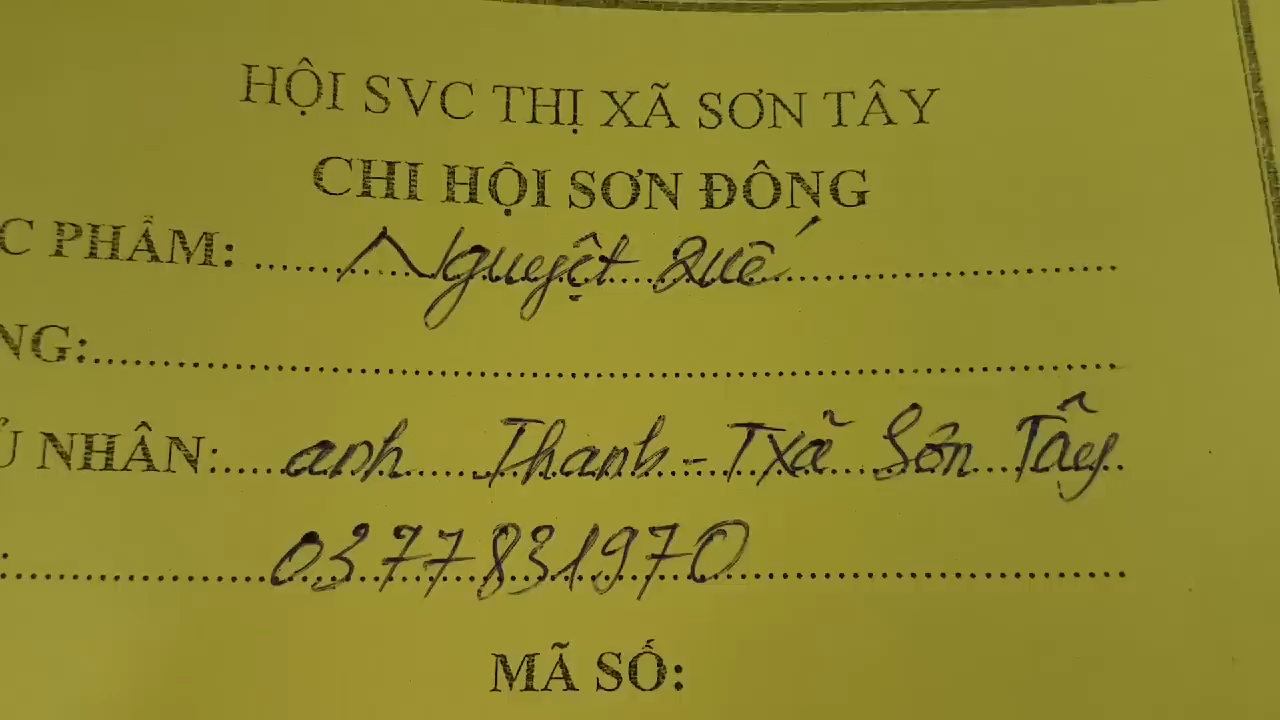 HỘI SVC THỊ XÃ SƠN TÂY
CHI HỘI SƠN ĐÔNG
C PHẨM: Nguyệt Quế
NG:
Ủ NHÂN: anh Thanh - TXã Sơn Tây
: 0377831970
MÃ SỐ: